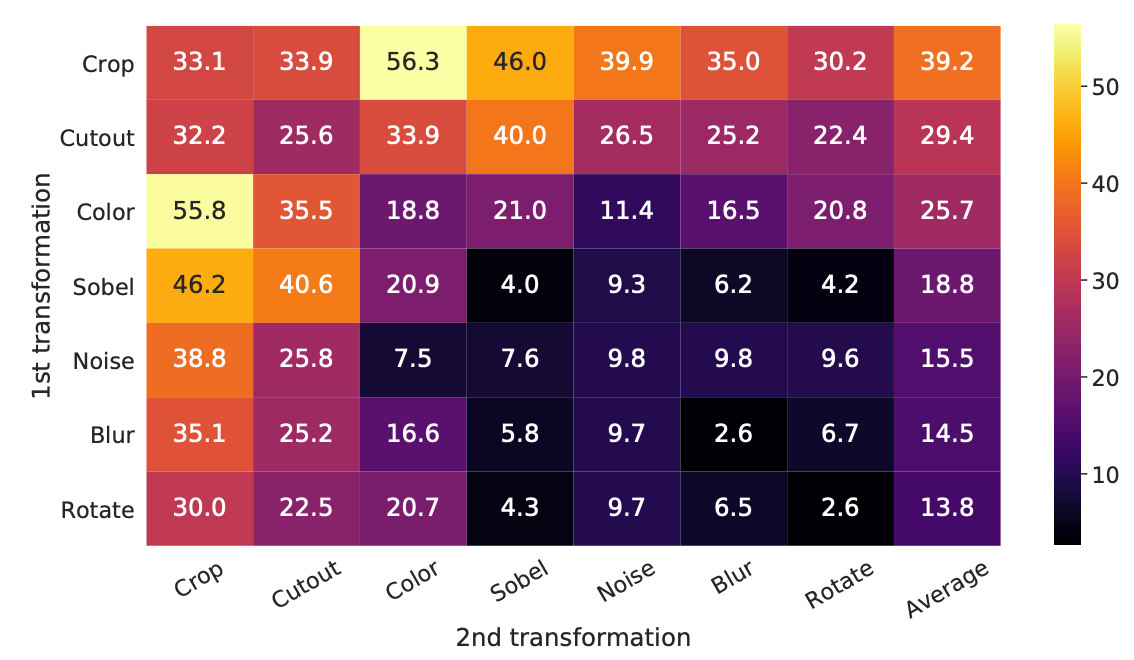 Crop 33.1 33.9 56.3 46.0 39.9 35.0 30.2 39.2
Cutout 32.2 25.6 33.9 40.0 26.5 25.2 22.4 29.4
Color 55.8 35.5 18.8 21.0 11.4 16.5 20.8 25.7
Sobel 46.2 40.6 20.9 4.0 9.3 6.2 4.2 18.8
Noise 38.8 25.8 7.5 7.6 9.8 9.8 9.6 15.5
Blur 35.1 25.2 16.6 5.8 9.7 2.6 6.7 14.5
Rotate 30.0 22.5 20.7 4.3 9.7 6.5 2.6 13.8
Crop Cutout Color Sobel Noise Blur Rotate Average
2nd transformation
1st transformation
50
40
30
20
10